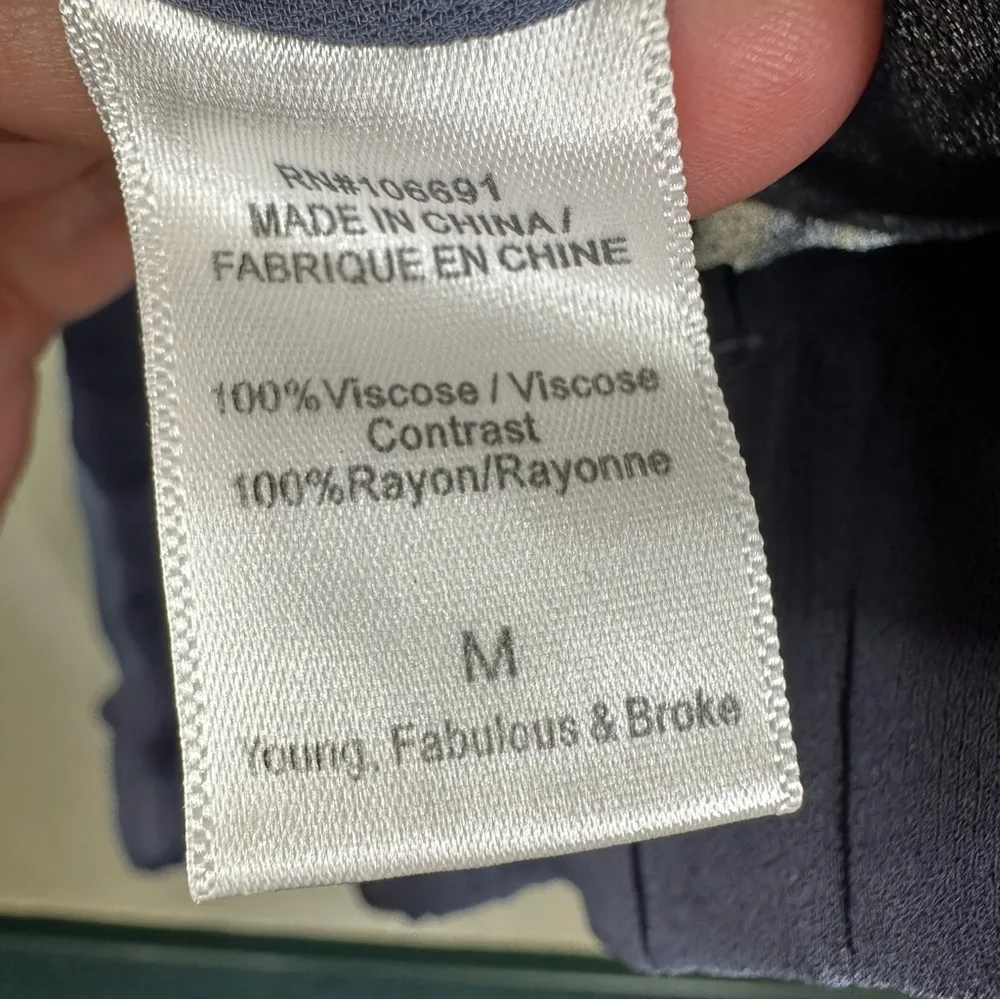 RN#106691
MADE IN CHINA /
FABRIQUE EN CHINE
100%Viscose / Viscose
Contrast
100%Rayon/Rayonne
M
Young, Fabulous & Broke